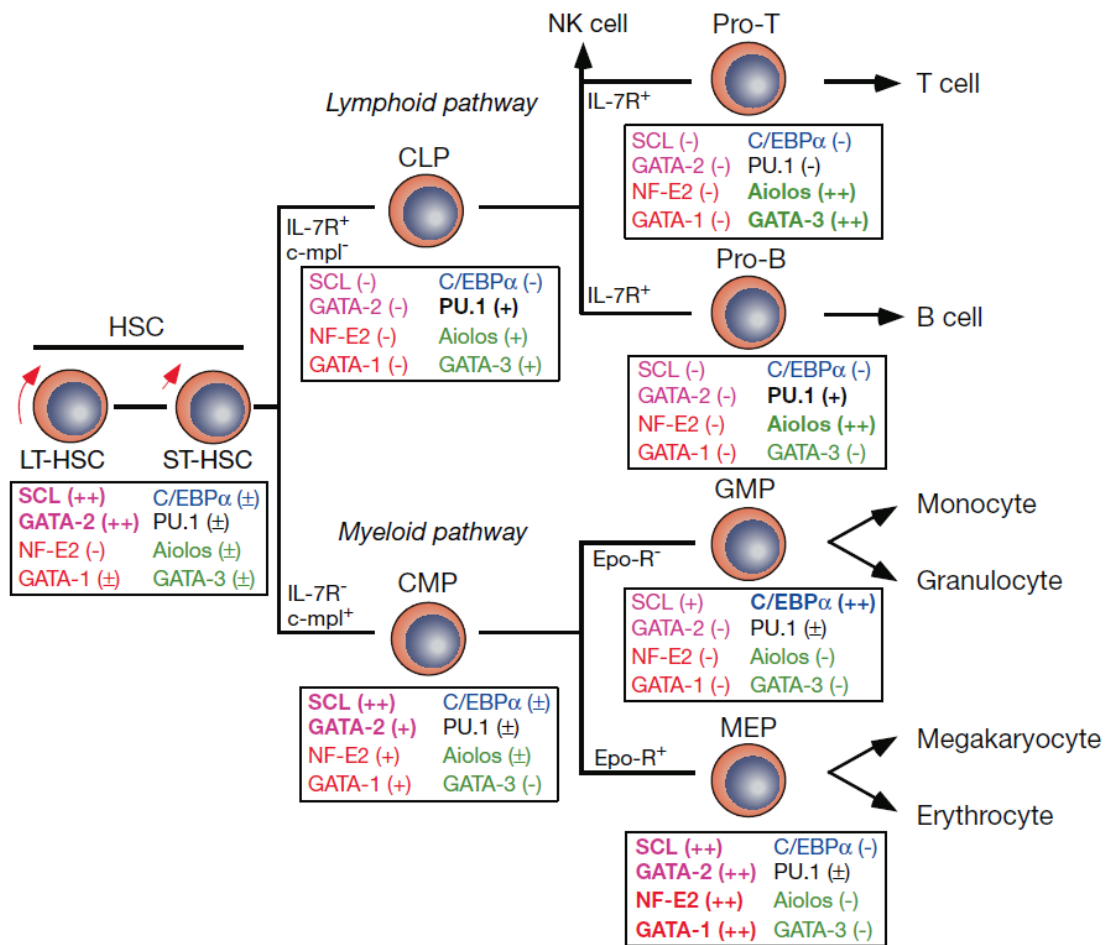 NK cell
Pro-T
IL-7R+
T cell
SCL (-) C/EBPα (-)
GATA-2 (-) PU.1 (-)
NF-E2 (-) Aiolos (++)
GATA-1 (-) GATA-3 (++)
Lymphoid pathway
CLP
IL-7R+
c-mpl-
SCL (-) C/EBPα (-)
GATA-2 (-) PU.1 (+)
NF-E2 (-) Aiolos (+)
GATA-1 (-) GATA-3 (+)
Pro-B
IL-7R+
B cell
SCL (-) C/EBPα (-)
GATA-2 (-) PU.1 (+)
NF-E2 (-) Aiolos (++)
GATA-1 (-) GATA-3 (-)
HSC
LT-HSC ST-HSC
SCL (++) C/EBPα (±)
GATA-2 (++) PU.1 (±)
NF-E2 (-) Aiolos (±)
GATA-1 (±) GATA-3 (±)
Myeloid pathway
CMP
IL-7R-
c-mpl+
SCL (++) C/EBPα (±)
GATA-2 (+) PU.1 (±)
NF-E2 (+) Aiolos (±)
GATA-1 (+) GATA-3 (-)
GMP
Epo-R-
Monocyte
Granulocyte
SCL (+) C/EBPα (++)
GATA-2 (-) PU.1 (±)
NF-E2 (-) Aiolos (-)
GATA-1 (-) GATA-3 (-)
MEP
Epo-R+
Megakaryocyte
Erythrocyte
SCL (++) C/EBPα (-)
GATA-2 (++) PU.1 (±)
NF-E2 (++) Aiolos (-)
GATA-1 (++) GATA-3 (-)